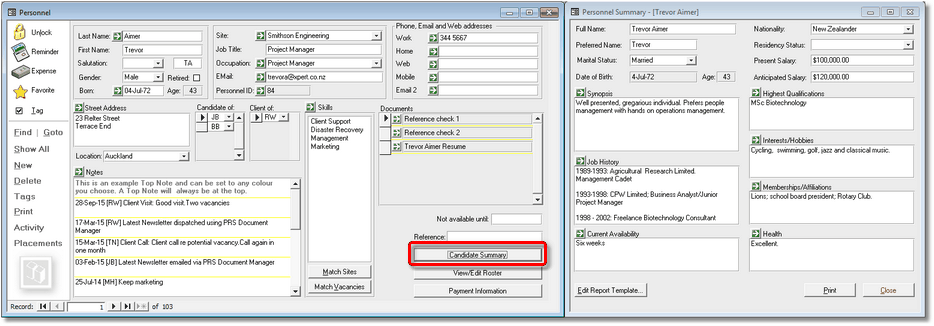 Personnel
Unlock
Reminder
Expense
Favorite
Tag
Find | Goto
Show All
New
Delete
Tags
Print
Activity
Placements
Last Name: Aimer
First Name: Trevor
Salutation: TA
Gender: Male Retired:
Born: 04-Jul-72 Age: 43
Site: Smithson Engineering
Job Title: Project Manager
Occupation: Project Manager
EMail: trevora@xpert.co.nz
Personnel ID: 84
Phone, Email and Web addresses
Work 344 5667
Home
Web
Mobile
Email 2
Street Address
23 Relter Street
Terrace End
Location: Auckland
Candidate of: Client of:
JB RW
BB
Skills
Client Support
Disaster Recovery
Management
Marketing
Documents
Reference check 1
Reference check 2
Trevor Aimer Resume
Notes
This is an example Top Note and can be set to any colour
you choose. A Top Note will always be at the top.
28-Sep-15 [RW] Client Visit: Good visit.Two vacancies
17-Mar-15 [RW] Latest Newsletter dispatched using PRS Document
Manager
15-Mar-15 [TN] Client Call: Client call re potential vacancy.Call again in
one month
03-Feb-15 [JB] Latest Newsletter emailed via PRS Document Manager
25-Jul-14 [MH] Keep marketing
Match Sites
Match Vacancies
Not available until:
Reference:
Candidate Summary
View/Edit Roster
Payment Information
Record: 1 of 103
Personnel Summary - [Trevor Aimer]
Full Name: Trevor Aimer
Preferred Name: Trevor
Marital Status: Married
Date of Birth: 4-Jul-72 Age: 43
Nationality: New Zealander
Residency Status:
Present Salary: $100,000.00
Anticipated Salary: $120,000.00
Synopsis
Well presented, gregarious individual. Prefers people
management with hands on operations management.
Highest Qualifications
MSc Biotechnology
Job History
1989-1993: Agricultural Research Limited.
Management Cadet
1993-1998: CPW Limited; Business Analyst/Junior
Project Manager
1998 - 2002: Freelance Biotechnology Consultant
Interests/Hobbies
Cycling, swimming, golf, jazz and classical music.
Memberships/Affiliations
Lions; school board president; Rotary Club.
Current Availability
Six weeks
Health
Excellent.
Edit Report Template...
Print
Close